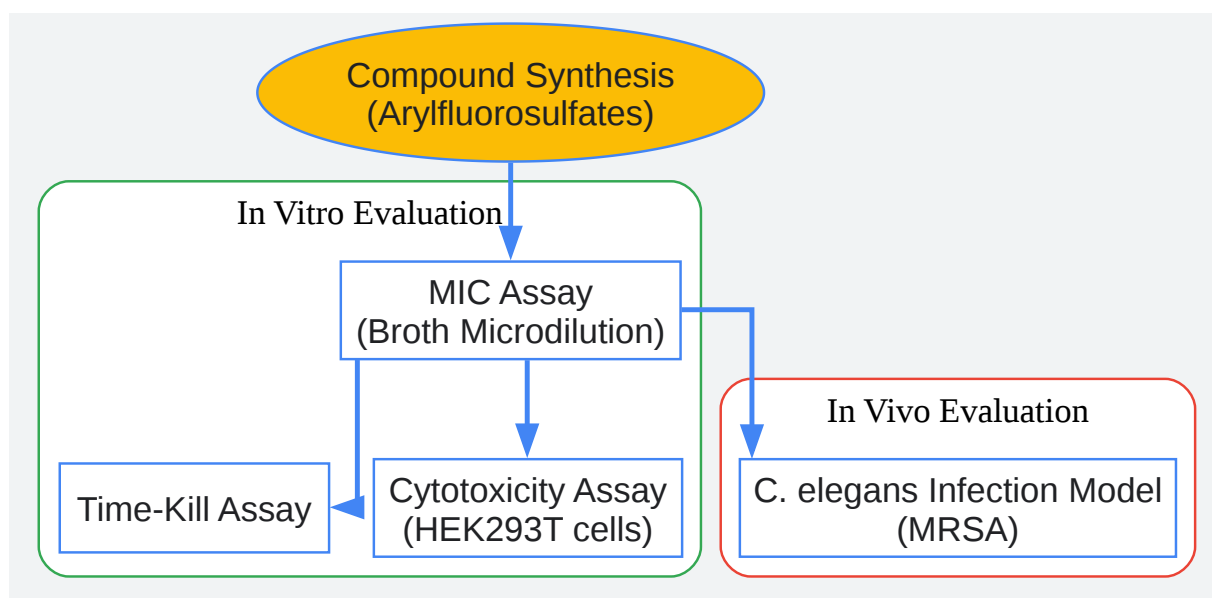 Compound Synthesis
(Arylfluorosulfates)
In Vitro Evaluation
MIC Assay
(Broth Microdilution)
In Vivo Evaluation
Time-Kill Assay
Cytotoxicity Assay
(HEK293T cells)
C. elegans Infection Model
(MRSA)